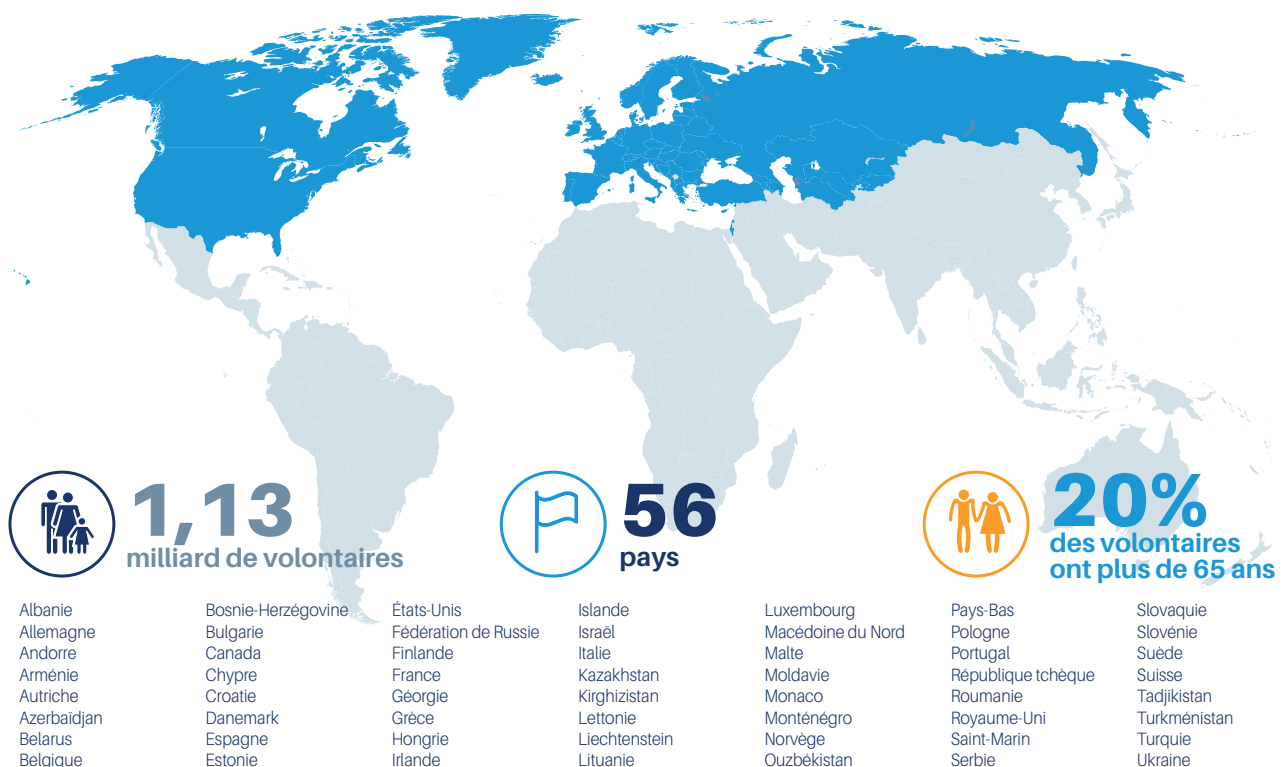 1,13
milliard de volontaires
56
pays
20%
des volontaires
ont plus de 65 ans
Albanie
Allemagne
Andorre
Arménie
Autriche
Azerbaïdjan
Belarus
Belgique
Bosnie-Herzégovine
Bulgarie
Canada
Chypre
Croatie
Danemark
Espagne
Estonie
États-Unis
Fédération de Russie
Finlande
France
Géorgie
Grèce
Hongrie
Irlande
Islande
Israël
Italie
Kazakhstan
Kirghizistan
Lettonie
Liechtenstein
Lituanie
Luxembourg
Macédoine du Nord
Malte
Moldavie
Monaco
Monténégro
Norvège
Ouzbékistan
Pays-Bas
Pologne
Portugal
République tchèque
Roumanie
Royaume-Uni
Saint-Marin
Serbie
Slovaquie
Slovénie
Suède
Suisse
Tadjikistan
Turkménistan
Turquie
Ukraine